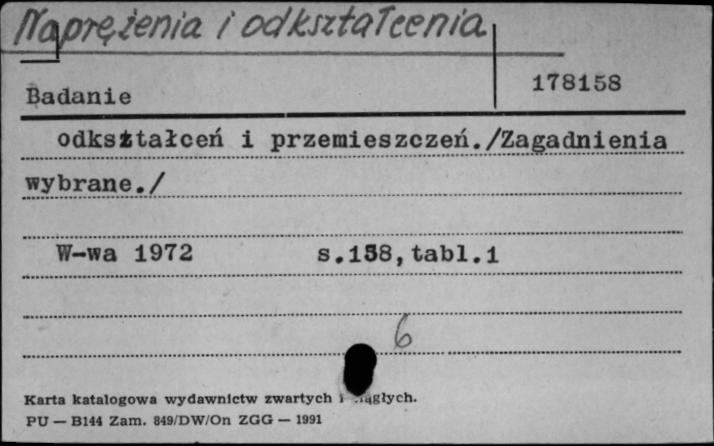 Naprężenia i odkształcenia
178158
Badanie
odkształceń i przemieszczeń./Zagadnienia
wybrane./
W-wa 1972 s.158,tabl.1
6
Karta katalogowa wydawnictw zwartych i ciągłych.
PU — B144 Zam. 849/DW/On ZGG — 1991